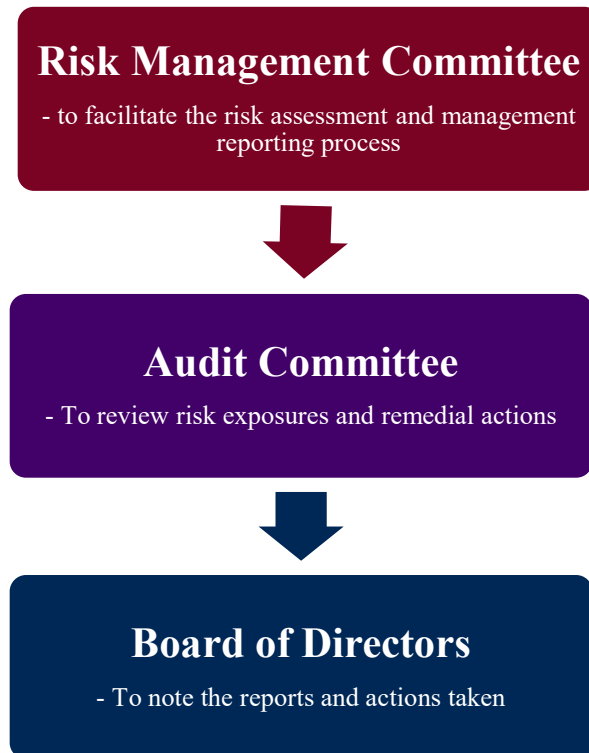 Risk Management Committee
- to facilitate the risk assessment and management
reporting process
Audit Committee
- To review risk exposures and remedial actions
Board of Directors
- To note the reports and actions taken